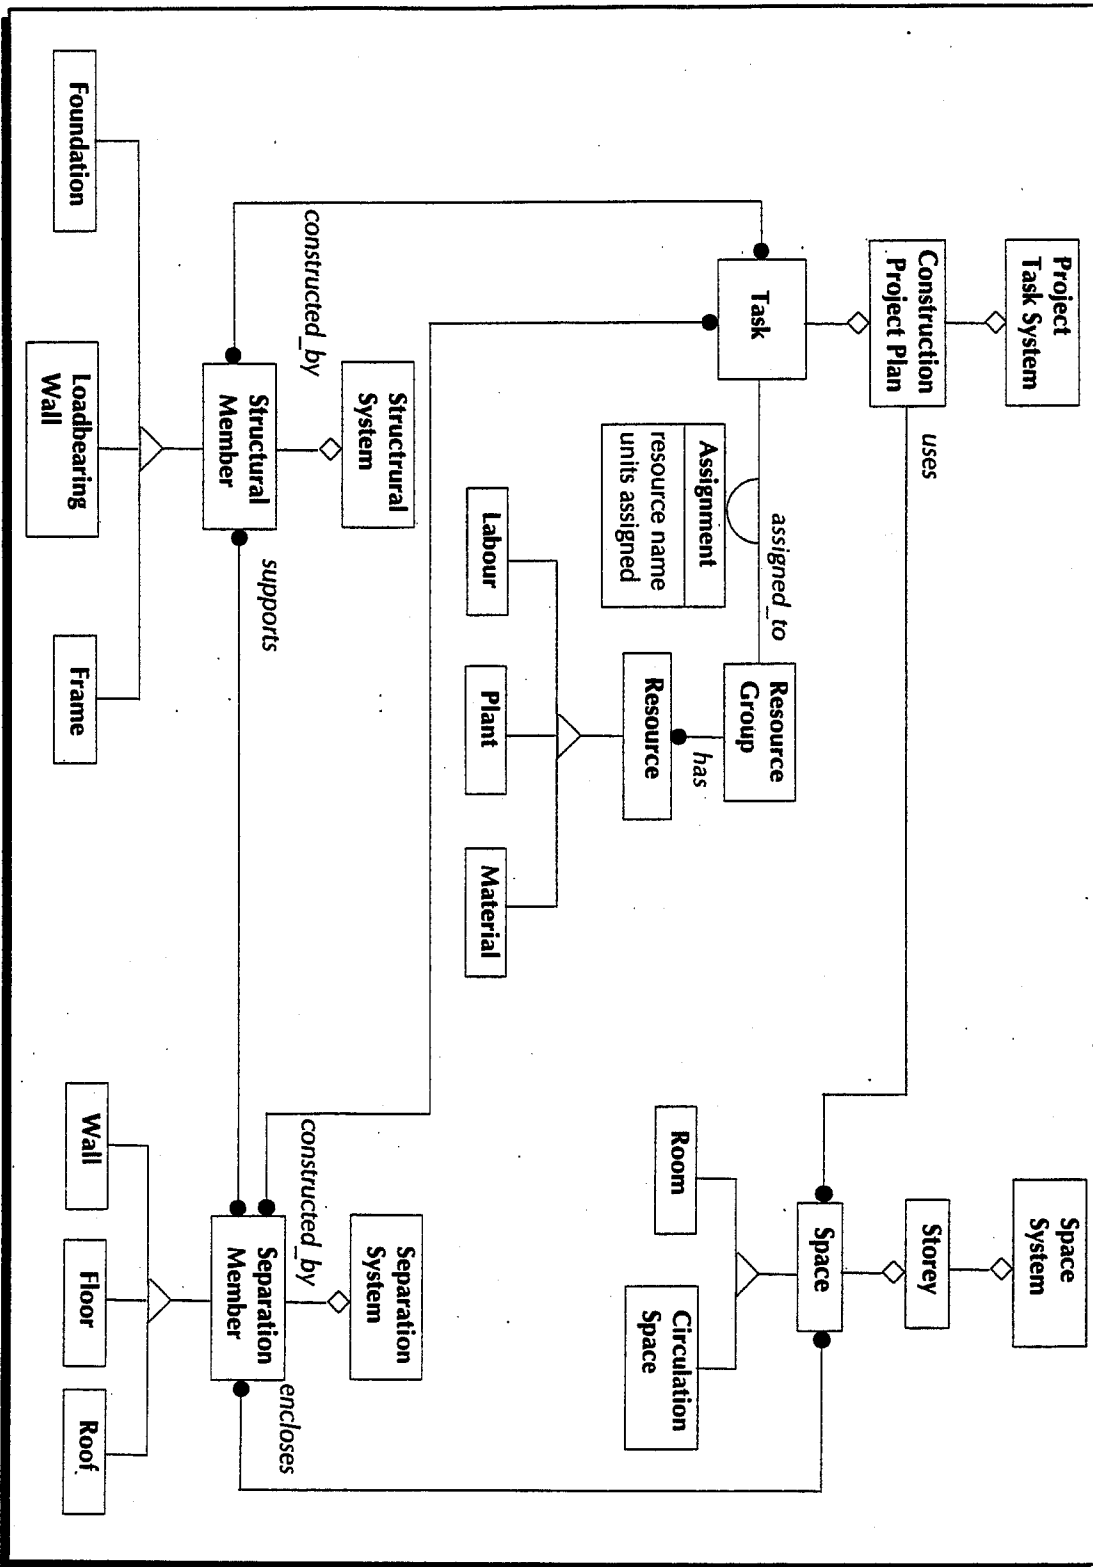 Project
Task System
Space
System
Construction
Project Plan
uses
Storey
Space
Task
assigned_to
Resource
Group
Assignment
resource name
units assigned
has
Resource
Room
Circulation
Space
Labour
Plant
Material
Structrural
System
Separation
System
constructed_by
constructed_by
Structural
Member
supports
Separation
Member
encloses
Foundation
Loadbearing
Wall
Frame
Wall
Floor
Roof